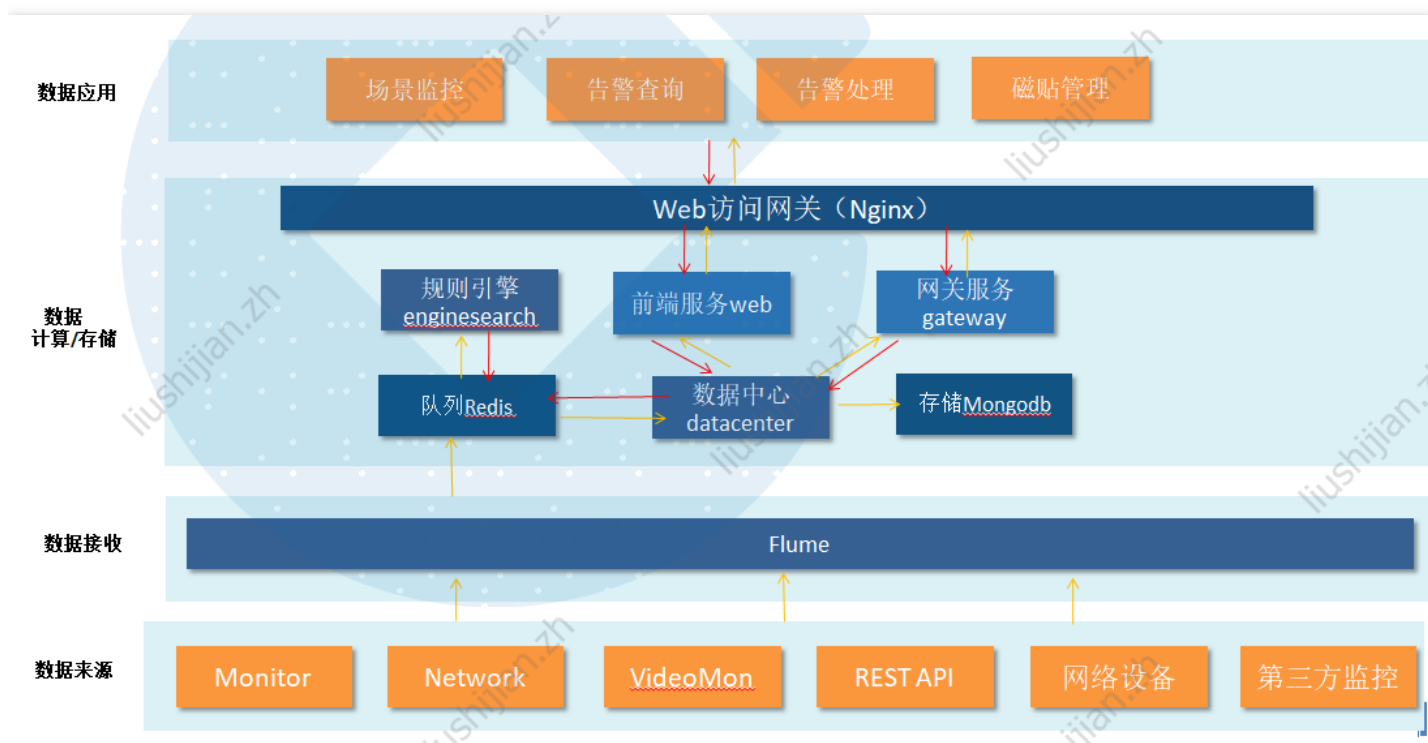 数据应用
场景监控
告警查询
告警处理
磁贴管理
Web访问网关（Nginx）
数据
计算/存储
规则引擎
enginesearch
前端服务web
网关服务
gateway
队列Redis
数据中心
datacenter
存储Mongodb
数据接收
Flume
数据来源
Monitor
Network
VideoMon
REST API
网络设备
第三方监控
liushijian.zh
liushijian.zh
liushijian.zh
liushijian.zh
liushijian.z
liushijian.zh
jian.zh